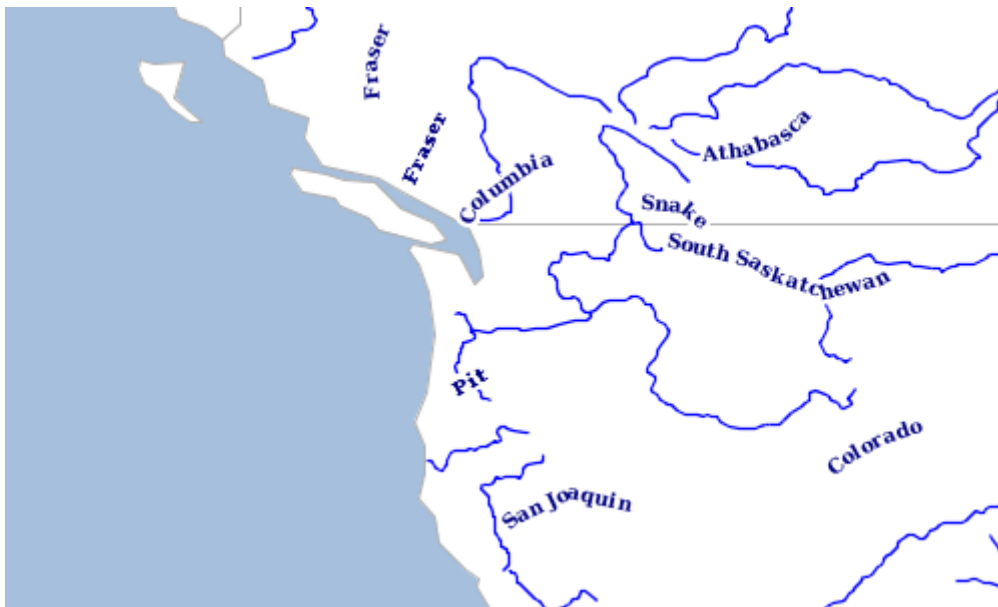 Fraser
Fraser
Athabasca
Columbia
Snake
South Saskatchewan
Pit
Colorado
San Joaquin